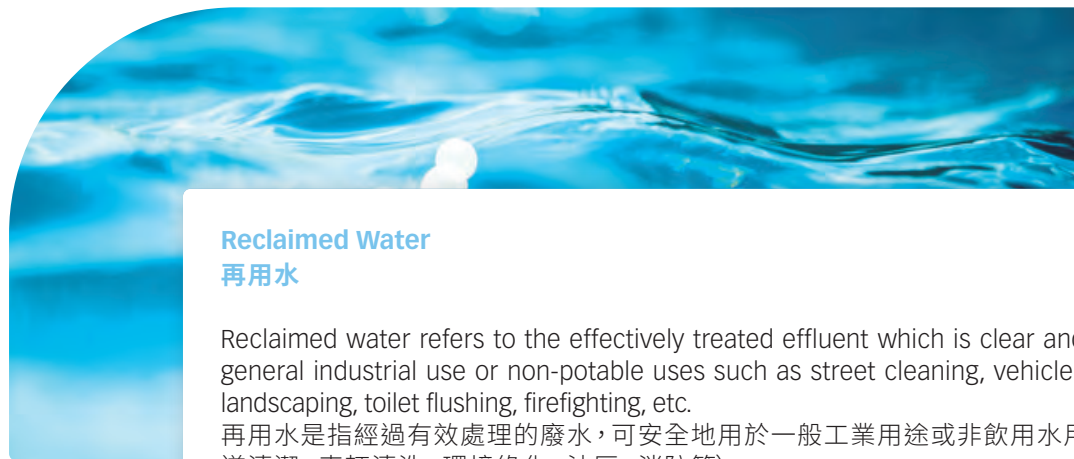 Reclaimed Water
再用水
Reclaimed water refers to the effectively treated effluent which is clear and
general industrial use or non-potable uses such as street cleaning, vehicle
landscaping, toilet flushing, firefighting, etc.
再用水是指經過有效處理的廢水，可安全地用於一般工業用途或非飲用水用